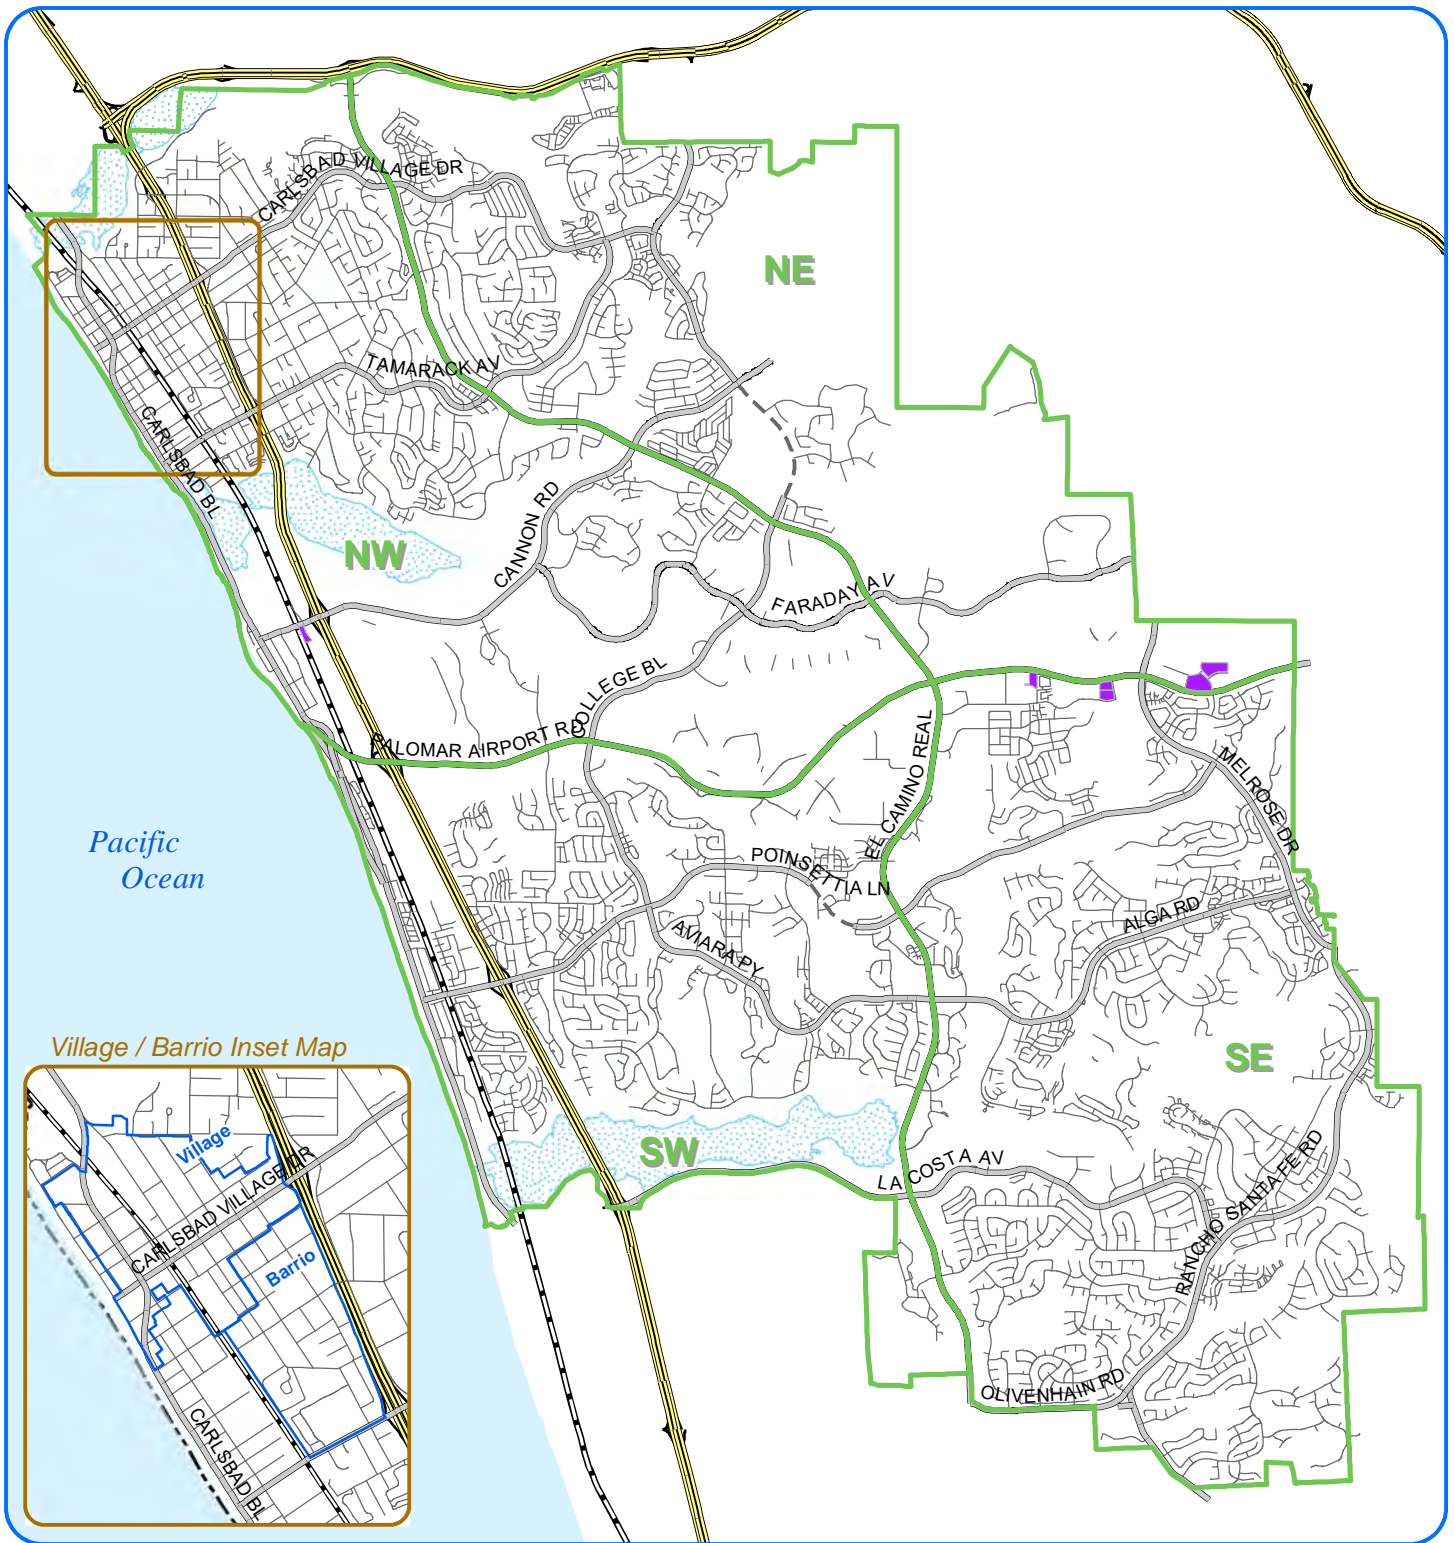 CARLSBAD VILLAGE DR
NE
TAMARACK AV
CARLSBAD BL
CANNON RD
NW
FARADAY AV
COLLEGE BL
PALOMAR AIRPORT RD
EL CAMINO REAL
MELROSE DR
Pacific
Ocean
POINSETTIA LN
ALGA RD
AVIARA PY
Village / Barrio Inset Map
SE
SW
LA COSTA AV
RANCHO SANTA FE RD
OLIVENHAIN RD
Village
CARLSBAD VILLAGE DR
Barrio
CARLSBAD BL